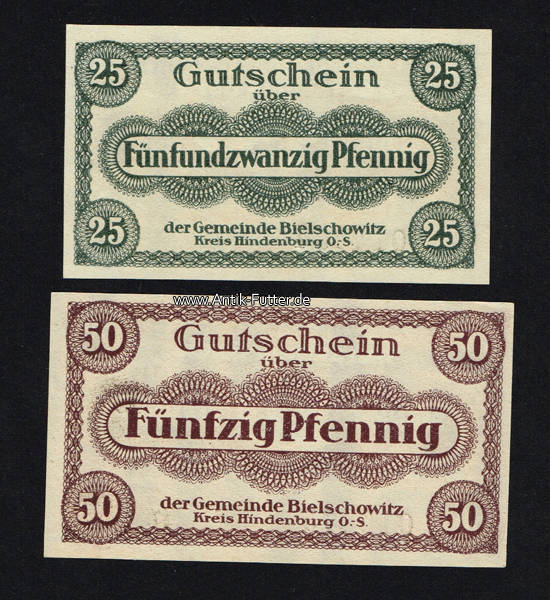 25 25
Gutschein
über
Fünfundzwanzig Pfennig
der Gemeinde Bielschowitz
Kreis Hindenburg O.-S.
25 25
www.Antik-Futter.de
50 50
Gutschein
über
Fünfzig Pfennig
der Gemeinde Bielschowitz
Kreis Hindenburg O.-S.
50 50